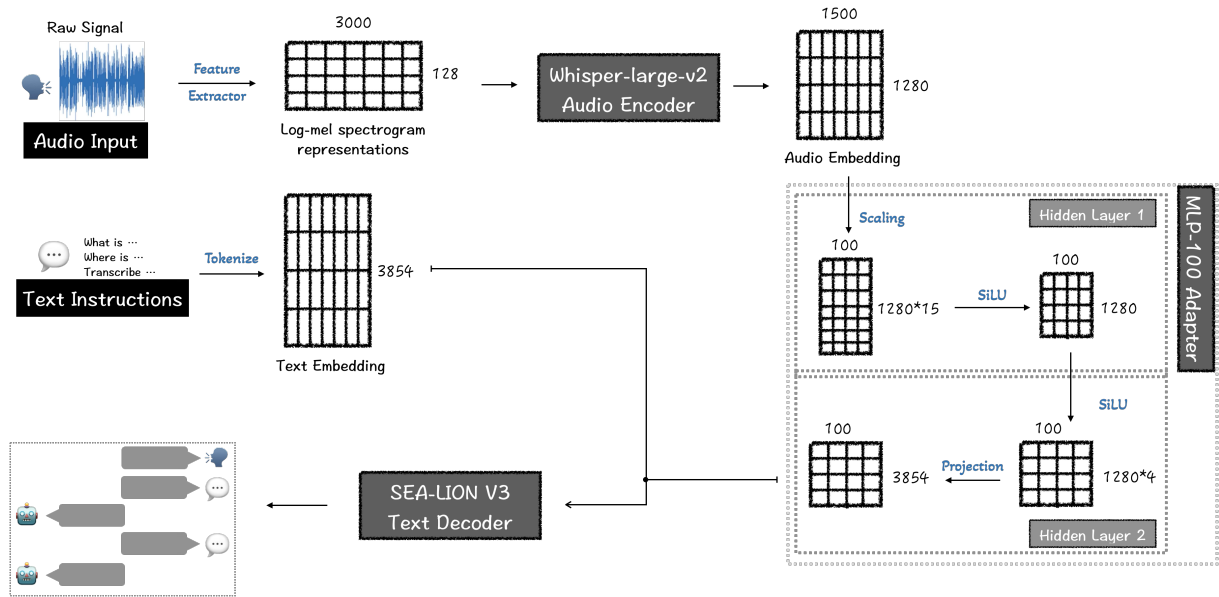 Raw Signal
Audio Input
Feature
Extractor
3000
128
Log-mel spectrogram
representations
Whisper-large-v2
Audio Encoder
1500
1280
Audio Embedding
What is ...
Where is ...
Transcribe ...
Text Instructions
Tokenize
3854
Text Embedding
MLP-100 Adapter
Hidden Layer 1
Scaling
100
1280*15
SiLU
100
1280
SiLU
100
1280*4
Projection
100
3854
Hidden Layer 2
SEA-LION V3
Text Decoder